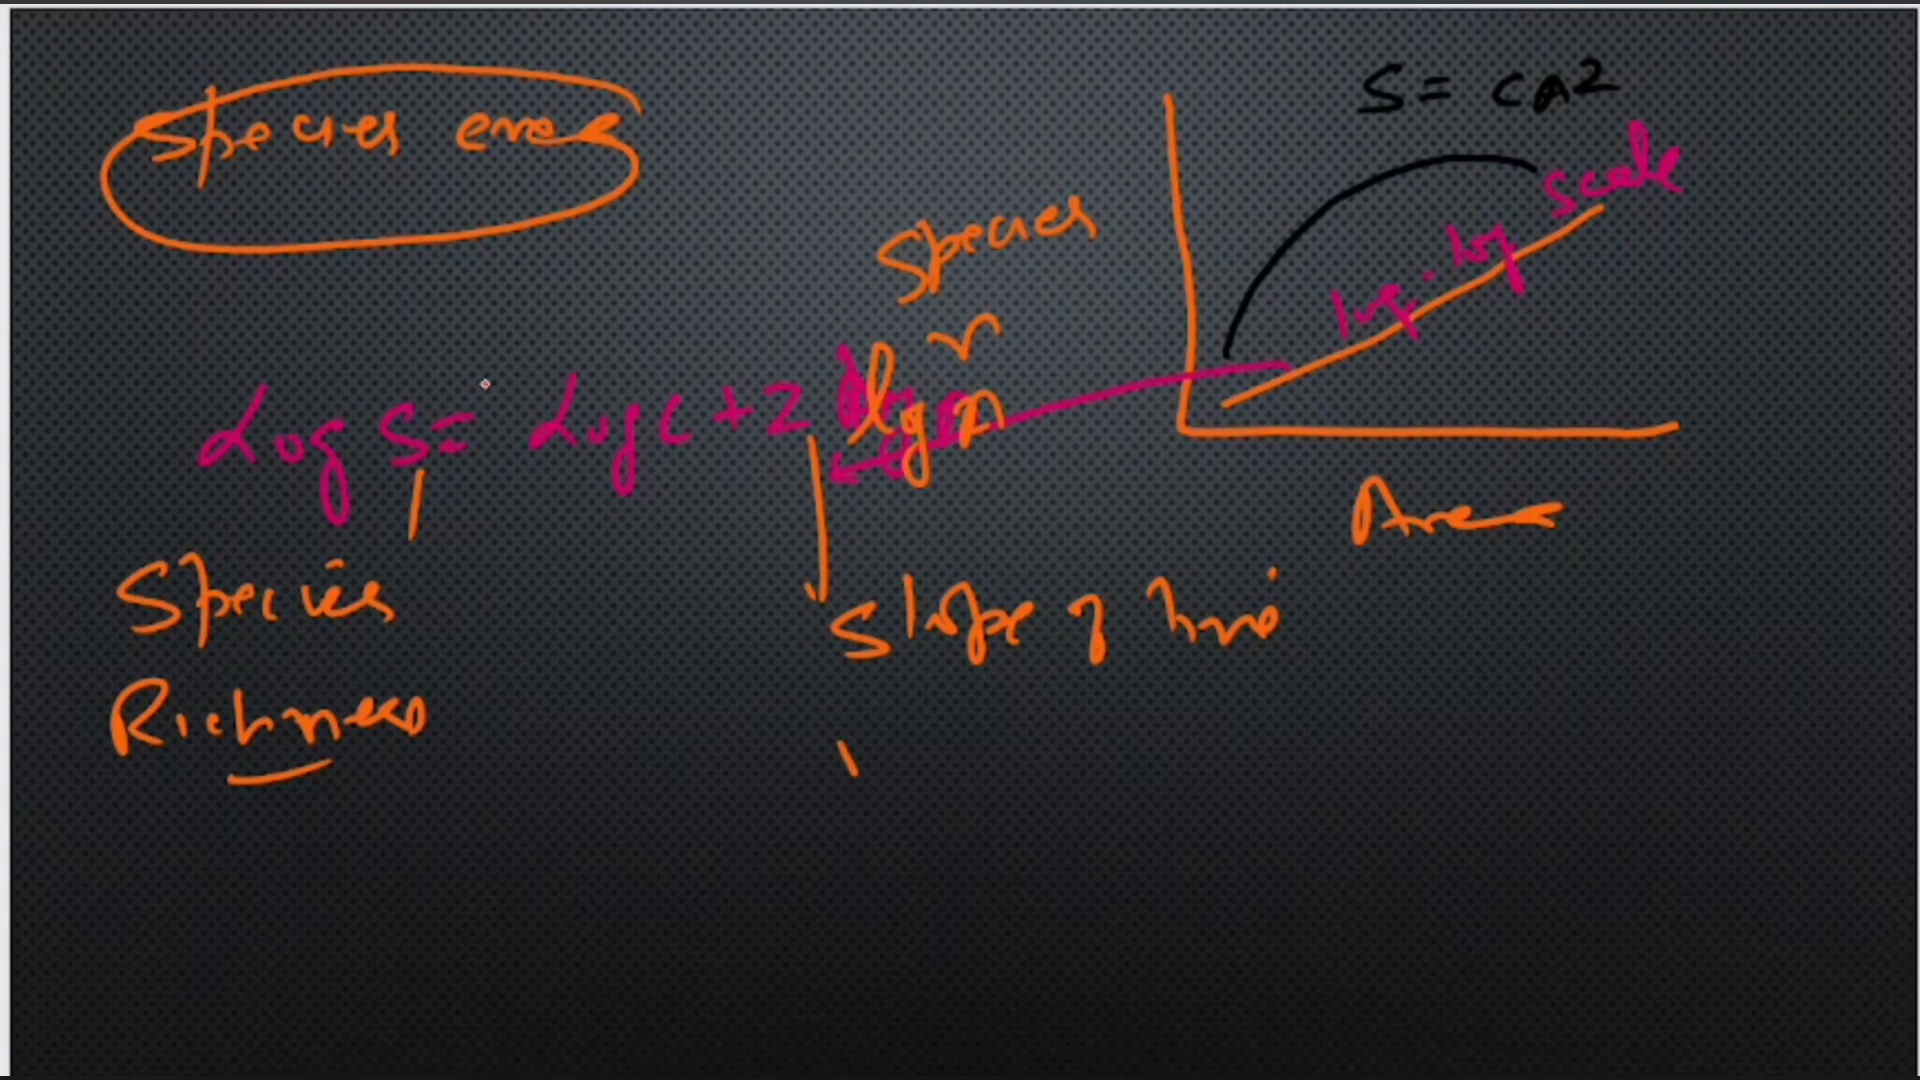 Species area
S = CA2
scale
log-log
Species r
Log S = Log C + Z log A
Area
Species
Richness
Slope of line